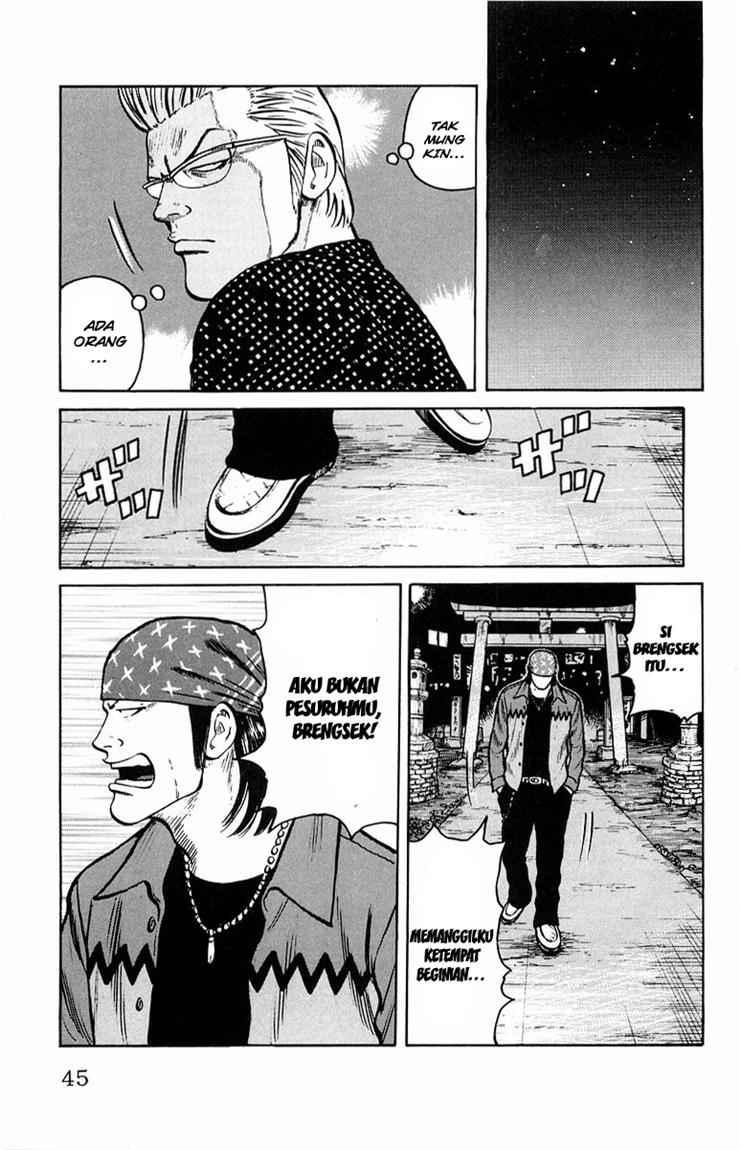 TAK
MUNG
KIN...
ADA
ORANG
...
ザッ
ザッ
SI
BRENGSEK
ITU...
MEMANGGILKU
KETEMPAT
BEGINIAN...
AKU BUKAN
PESURUHMU,
BRENGSEK!
45